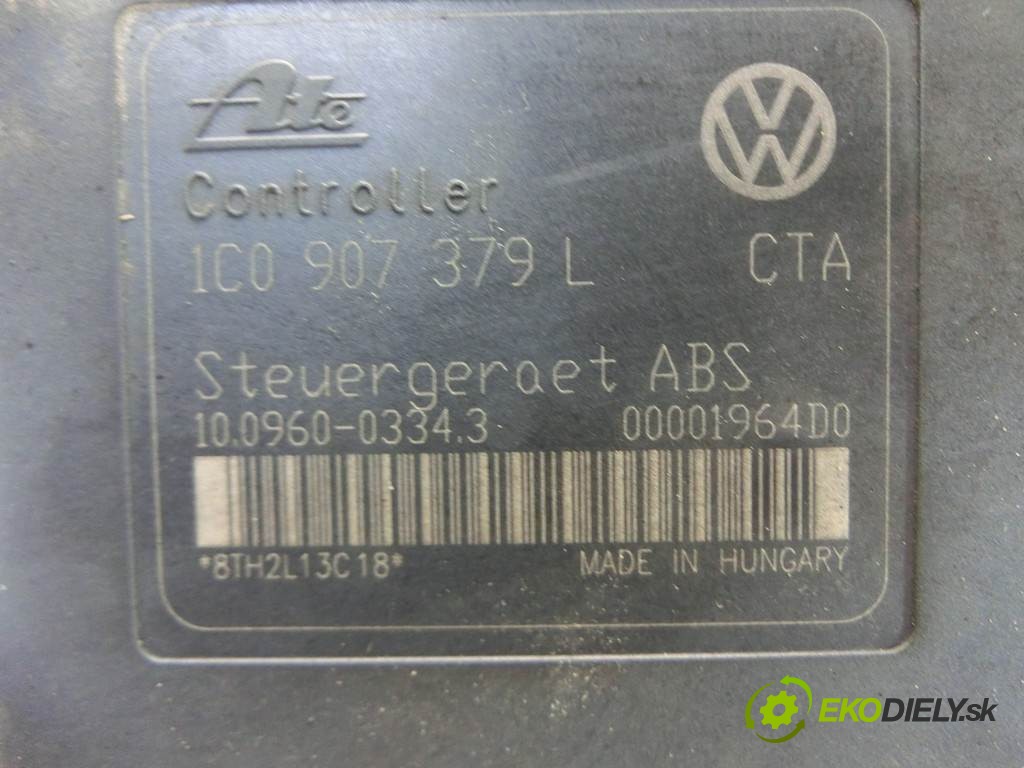 Ate
Controller
1C0 907 379 L CTA
Steuergeraet ABS
10.0960-0334.3 00001964D0
*8TH2L13C18* MADE IN HUNGARY
EKODIELY.sk